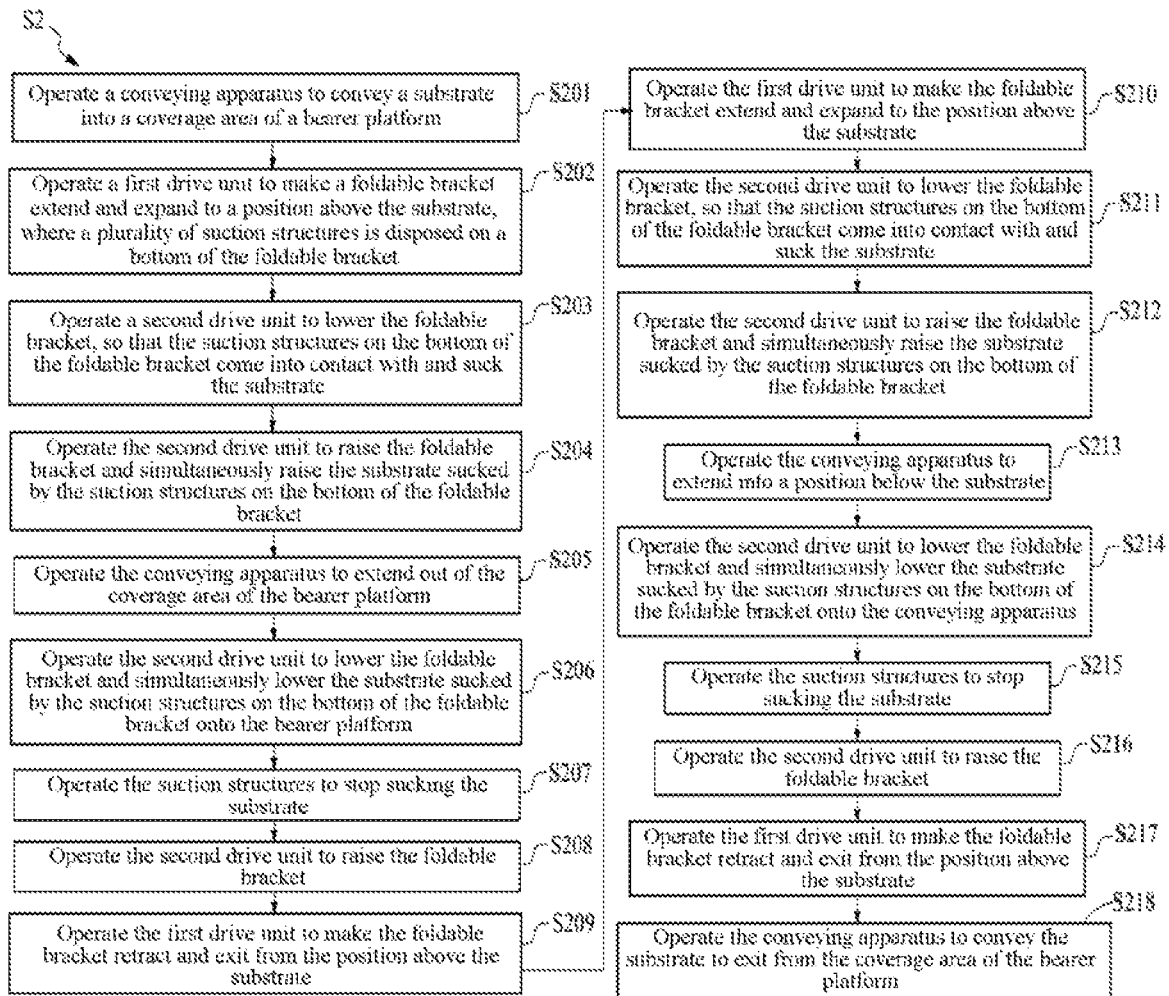 S2
Operate a conveying apparatus to convey a substrate
into a coverage area of a bearer platform
S201
Operate a first drive unit to make a foldable bracket
extend and expand to a position above the substrate,
where a plurality of suction structures is disposed on a
bottom of the foldable bracket
S202
Operate a second drive unit to lower the foldable
bracket, so that the suction structures on the bottom of
the foldable bracket come into contact with and suck
the substrate
S203
Operate the second drive unit to raise the foldable
bracket and simultaneously raise the substrate sucked
by the suction structures on the bottom of the foldable
bracket
S204
Operate the conveying apparatus to extend out of the
coverage area of the bearer platform
S205
Operate the second drive unit to lower the foldable
bracket and simultaneously lower the substrate sucked
by the suction structures on the bottom of the foldable
bracket onto the bearer platform
S206
Operate the suction structures to stop sucking the
substrate
S207
Operate the second drive unit to raise the foldable
bracket
S208
Operate the first drive unit to make the foldable
bracket retract and exit from the position above the
substrate
S209
Operate the first drive unit to make the foldable
bracket extend and expand to the position above
the substrate
S210
Operate the second drive unit to lower the foldable
bracket, so that the suction structures on the bottom
of the foldable bracket come into contact with and
suck the substrate
S211
Operate the second drive unit to raise the foldable
bracket and simultaneously raise the substrate
sucked by the suction structures on the bottom of
the foldable bracket
S212
Operate the conveying apparatus to
extend into a position below the substrate
S213
Operate the second drive unit to lower the foldable
bracket and simultaneously lower the substrate
sucked by the suction structures on the bottom
of the foldable bracket onto the conveying apparatus
S214
Operate the suction structures to stop
sucking the substrate
S215
Operate the second drive unit to raise the
foldable bracket
S216
Operate the first drive unit to make the foldable
bracket retract and exit from the position above
the substrate
S217
Operate the conveying apparatus to convey the
substrate to exit from the coverage area of the bearer
platform
S218